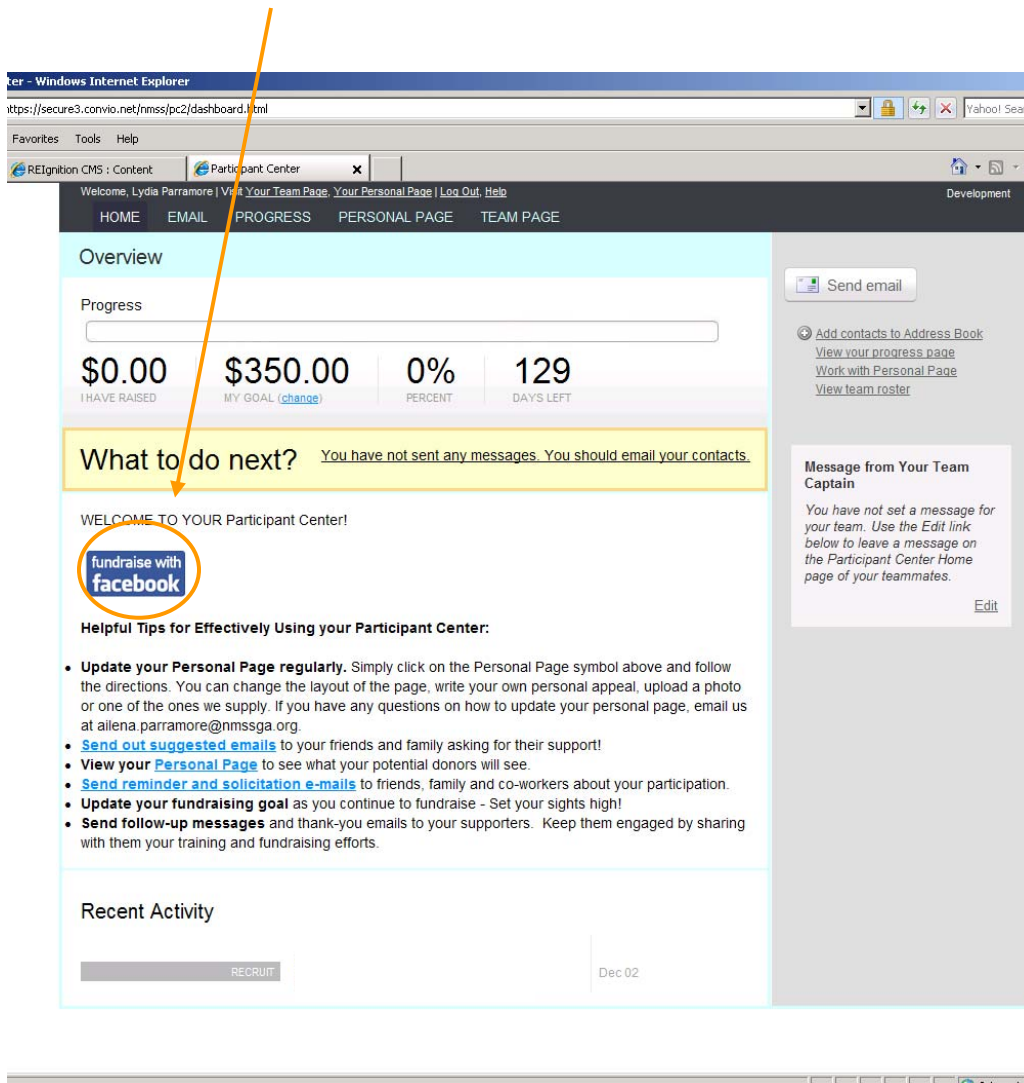 ter - Windows Internet Explorer
https://secure3.convio.net/nmss/pc2/dashboard.html
Yahoo! Sea
Favorites Tools Help
REIgnition CMS : Content
Participant Center
Welcome, Lydia Parramore | Visit Your Team Page, Your Personal Page | Log Out, Help
Development
HOME EMAIL PROGRESS PERSONAL PAGE TEAM PAGE
Overview
Progress
$0.00 $350.00 0% 129
I HAVE RAISED MY GOAL (change) PERCENT DAYS LEFT
What to do next? You have not sent any messages. You should email your contacts.
WELCOME TO YOUR Participant Center!
fundraise with
facebook
Helpful Tips for Effectively Using your Participant Center:
• Update your Personal Page regularly. Simply click on the Personal Page symbol above and follow
the directions. You can change the layout of the page, write your own personal appeal, upload a photo
or one of the ones we supply. If you have any questions on how to update your personal page, email us
at ailena.parramore@nmssga.org.
• Send out suggested emails to your friends and family asking for their support!
• View your Personal Page to see what your potential donors will see.
• Send reminder and solicitation e-mails to friends, family and co-workers about your participation.
• Update your fundraising goal as you continue to fundraise - Set your sights high!
• Send follow-up messages and thank-you emails to your supporters. Keep them engaged by sharing
with them your training and fundraising efforts.
Recent Activity
RECRUIT
Dec 02
Send email
Add contacts to Address Book
View your progress page
Work with Personal Page
View team roster
Message from Your Team
Captain
You have not set a message for
your team. Use the Edit link
below to leave a message on
the Participant Center Home
page of your teammates.
Edit